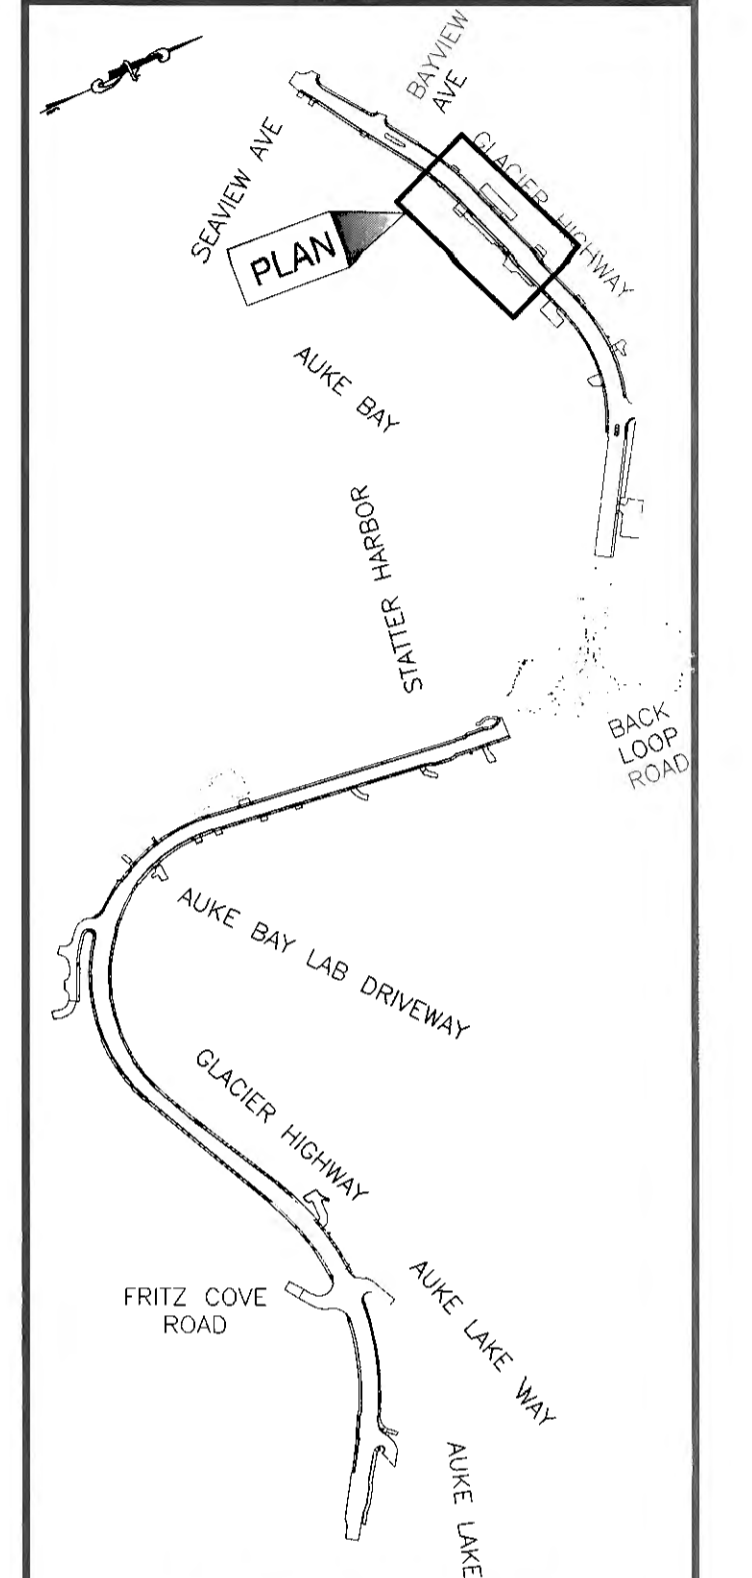 BAYVIEW
AVE
SEAVIEW AVE
GLACIER HIGHWAY
PLAN
AUKE BAY
STATTER HARBOR
BACK
LOOP
ROAD
AUKE BAY LAB DRIVEWAY
GLACIER HIGHWAY
FRITZ COVE
ROAD
AUKE LAKE WAY
AUKE LAKE